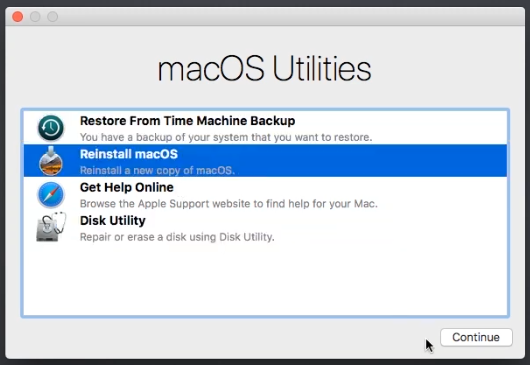 macOS Utilities
Restore From Time Machine Backup
You have a backup of your system that you want to restore.
Reinstall macOS
Reinstall a new copy of macOS.
Get Help Online
Browse the Apple Support website to find help for your Mac.
Disk Utility
Repair or erase a disk using Disk Utility.
Continue